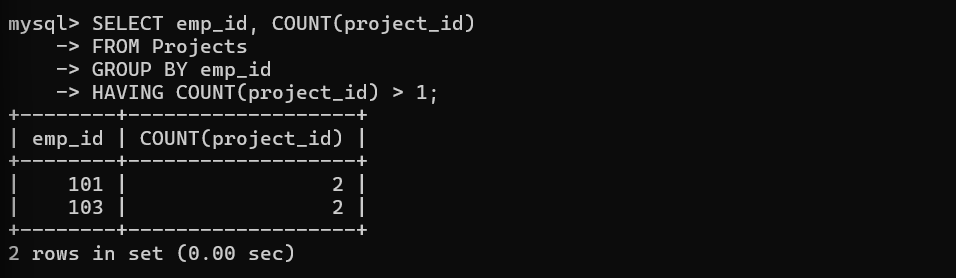 mysql> SELECT emp_id, COUNT(project_id)
    -> FROM Projects
    -> GROUP BY emp_id
    -> HAVING COUNT(project_id) > 1;
+--------+-------------------+
| emp_id | COUNT(project_id) |
+--------+-------------------+
|    101 |                 2 |
|    103 |                 2 |
+--------+-------------------+
2 rows in set (0.00 sec)